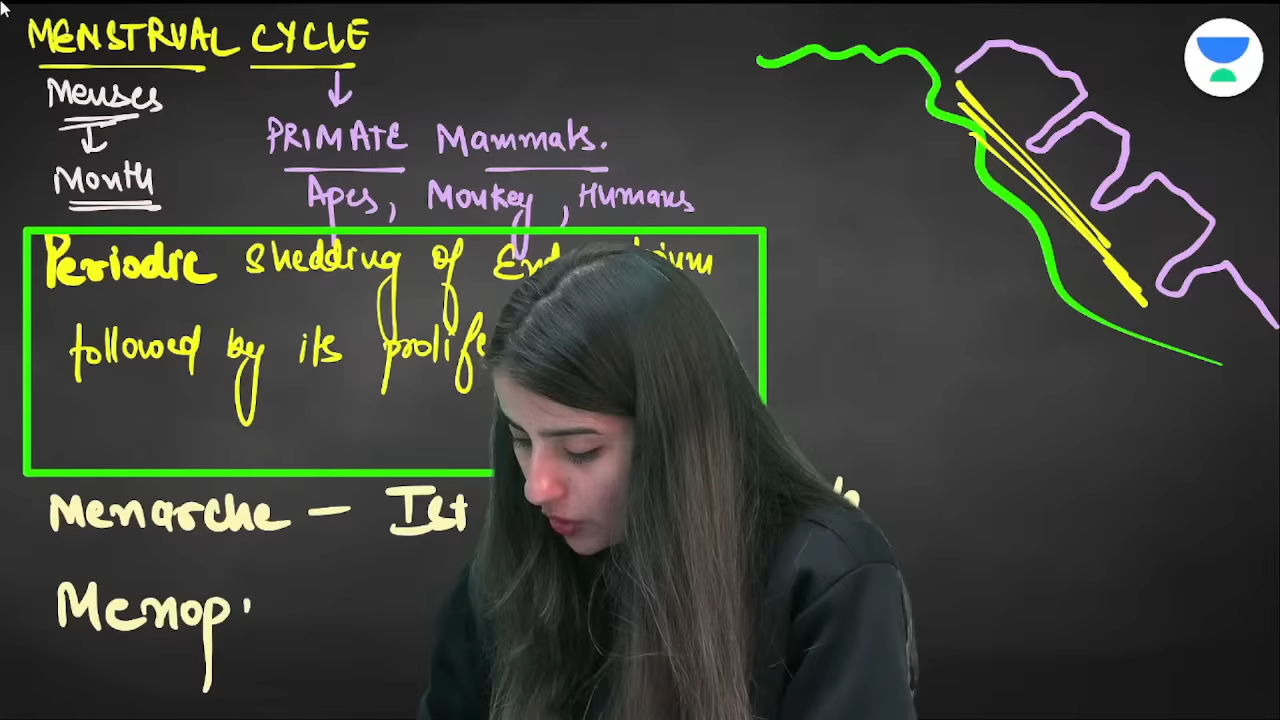 MENSTRUAL CYCLE
Menses
Month
PRIMATE Mammals.
Apes, Monkey, Humans
Periodic shedding of
followed by its
Menarche – Ist
Menop